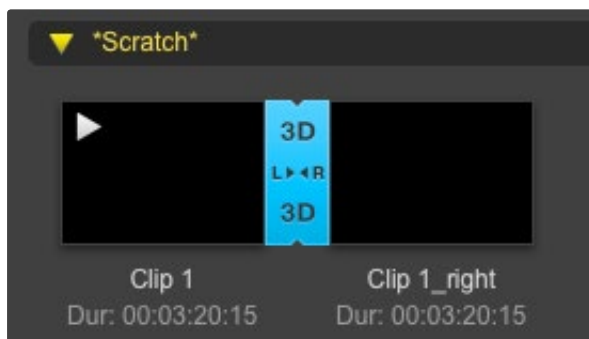 *Scratch*
3D
L R
3D
Clip 1 Clip 1_right
Dur: 00:03:20:15 Dur: 00:03:20:15